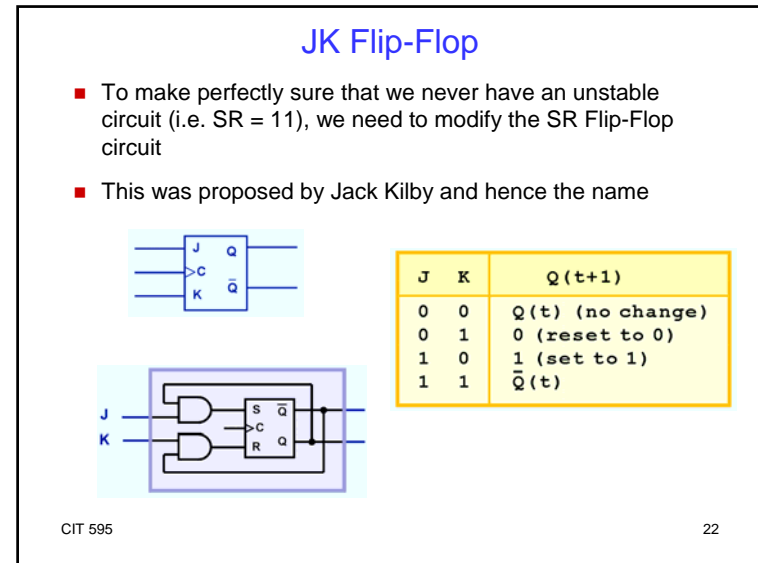 JK Flip-Flop
To make perfectly sure that we never have an unstable
circuit (i.e. SR = 11), we need to modify the SR Flip-Flop
circuit
This was proposed by Jack Kilby and hence the name
J Q
C
K Q̅
J K Q(t+1)
0 0 Q(t) (no change)
0 1 0 (reset to 0)
1 0 1 (set to 1)
1 1 Q̅(t)
J
K
S Q̅
C
R Q
CIT 595
22